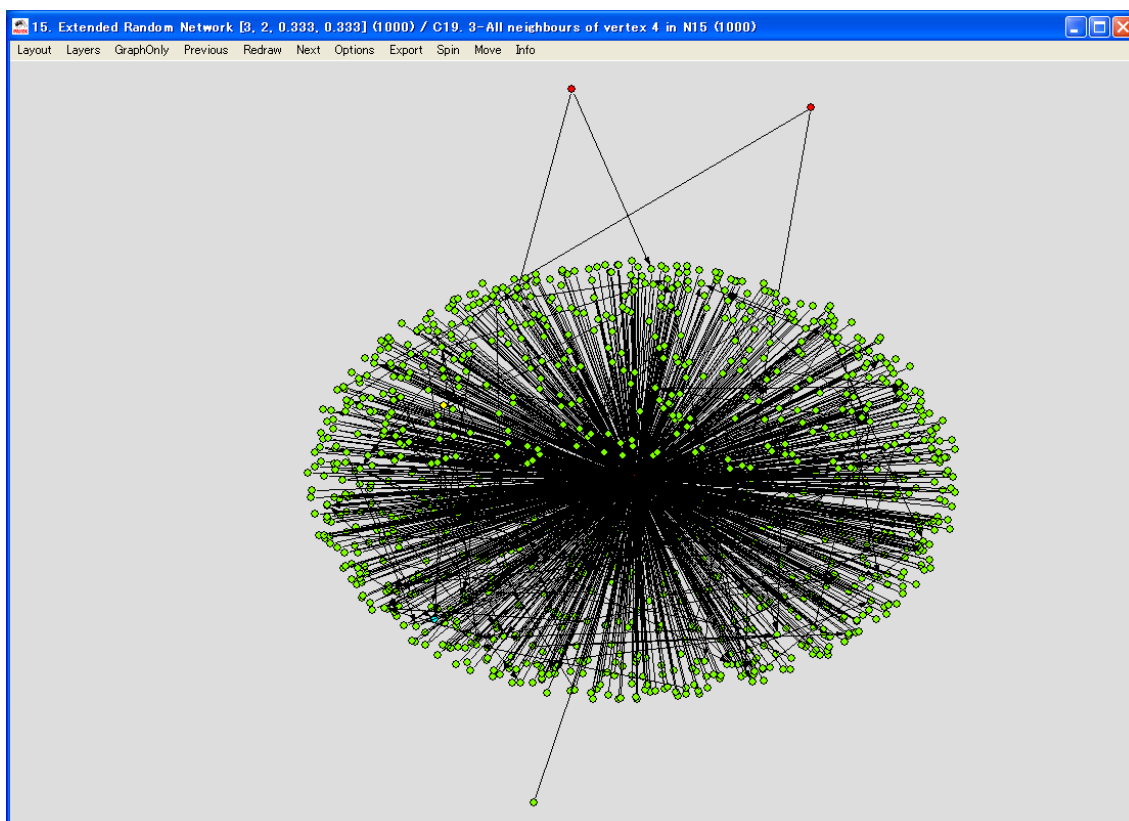 15. Extended Random Network [3, 2, 0.333, 0.333] (1000) / C19. 3-All neighbours of vertex 4 in N15 (1000)
Layout Layers GraphOnly Previous Redraw Next Options Export Spin Move Info